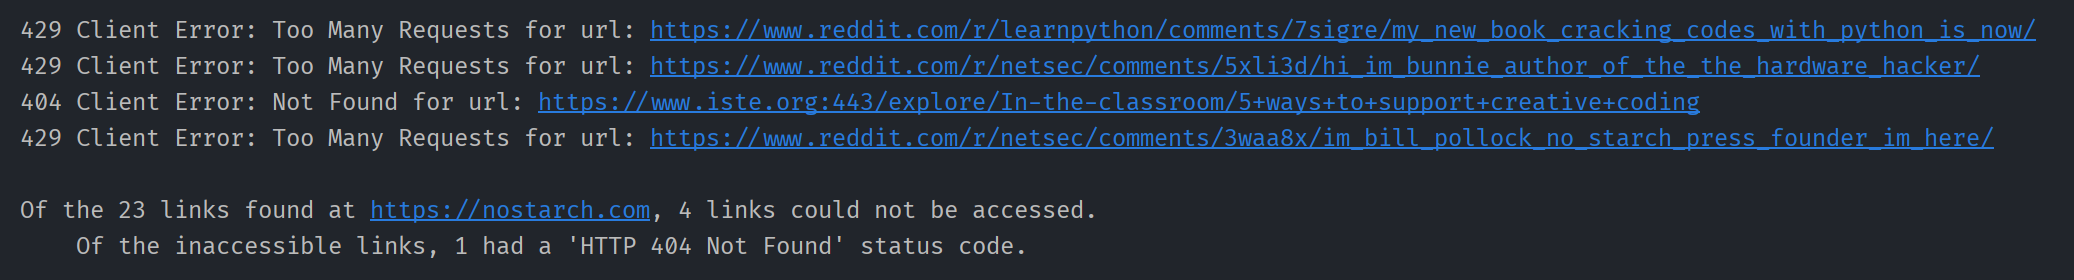 429 Client Error: Too Many Requests for url: https://www.reddit.com/r/learnpython/comments/7sigre/my_new_book_cracking_codes_with_python_is_now/
429 Client Error: Too Many Requests for url: https://www.reddit.com/r/netsec/comments/5xli3d/hi_im_bunnie_author_of_the_the_hardware_hacker/
404 Client Error: Not Found for url: https://www.iste.org:443/explore/In-the-classroom/5+ways+to+support+creative+coding
429 Client Error: Too Many Requests for url: https://www.reddit.com/r/netsec/comments/3waa8x/im_bill_pollock_no_starch_press_founder_im_here/
Of the 23 links found at https://nostarch.com, 4 links could not be accessed.
Of the inaccessible links, 1 had a 'HTTP 404 Not Found' status code.